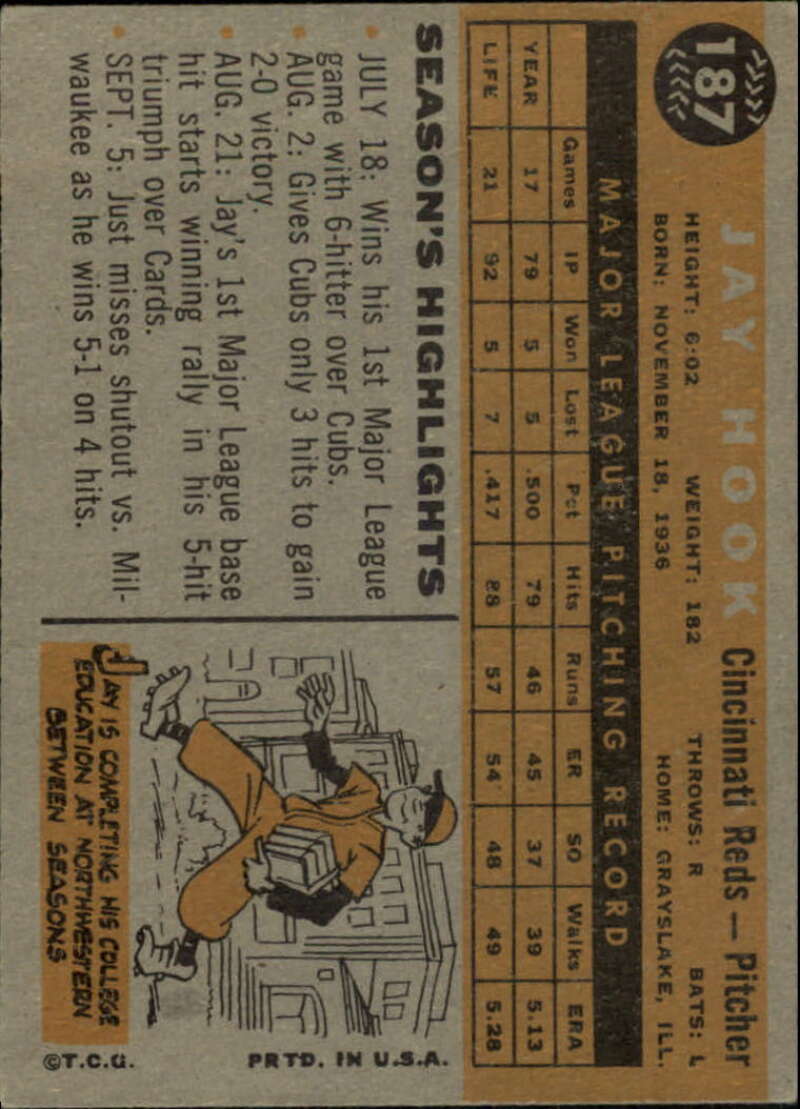 187
JAY HOOK Cincinnati Reds — Pitcher
HEIGHT: 6:02 WEIGHT: 182 THROWS: R BATS: L
BORN: NOVEMBER 18, 1936 HOME: GRAYSLAKE, ILL.
MAJOR LEAGUE PITCHING RECORD
Games IP Won Lost Pct Hits Runs ER SO Walks ERA
YEAR 17 79 5 5 .500 79 46 45 37 39 5.13
LIFE 21 92 5 7 .417 88 57 54 48 49 5.28
SEASON'S HIGHLIGHTS
• JULY 18: Wins his 1st Major League
game with 6-hitter over Cubs.
• AUG. 2: Gives Cubs only 3 hits to gain
2-0 victory.
• AUG. 21: Jay's 1st Major League base
hit starts winning rally in his 5-hit
triumph over Cards.
• SEPT. 5: Just misses shutout vs. Mil-
waukee as he wins 5-1 on 4 hits.
JAY IS COMPLETING HIS COLLEGE
EDUCATION AT NORTHWESTERN
BETWEEN SEASONS
©T.C.G. PRTD. IN U.S.A.